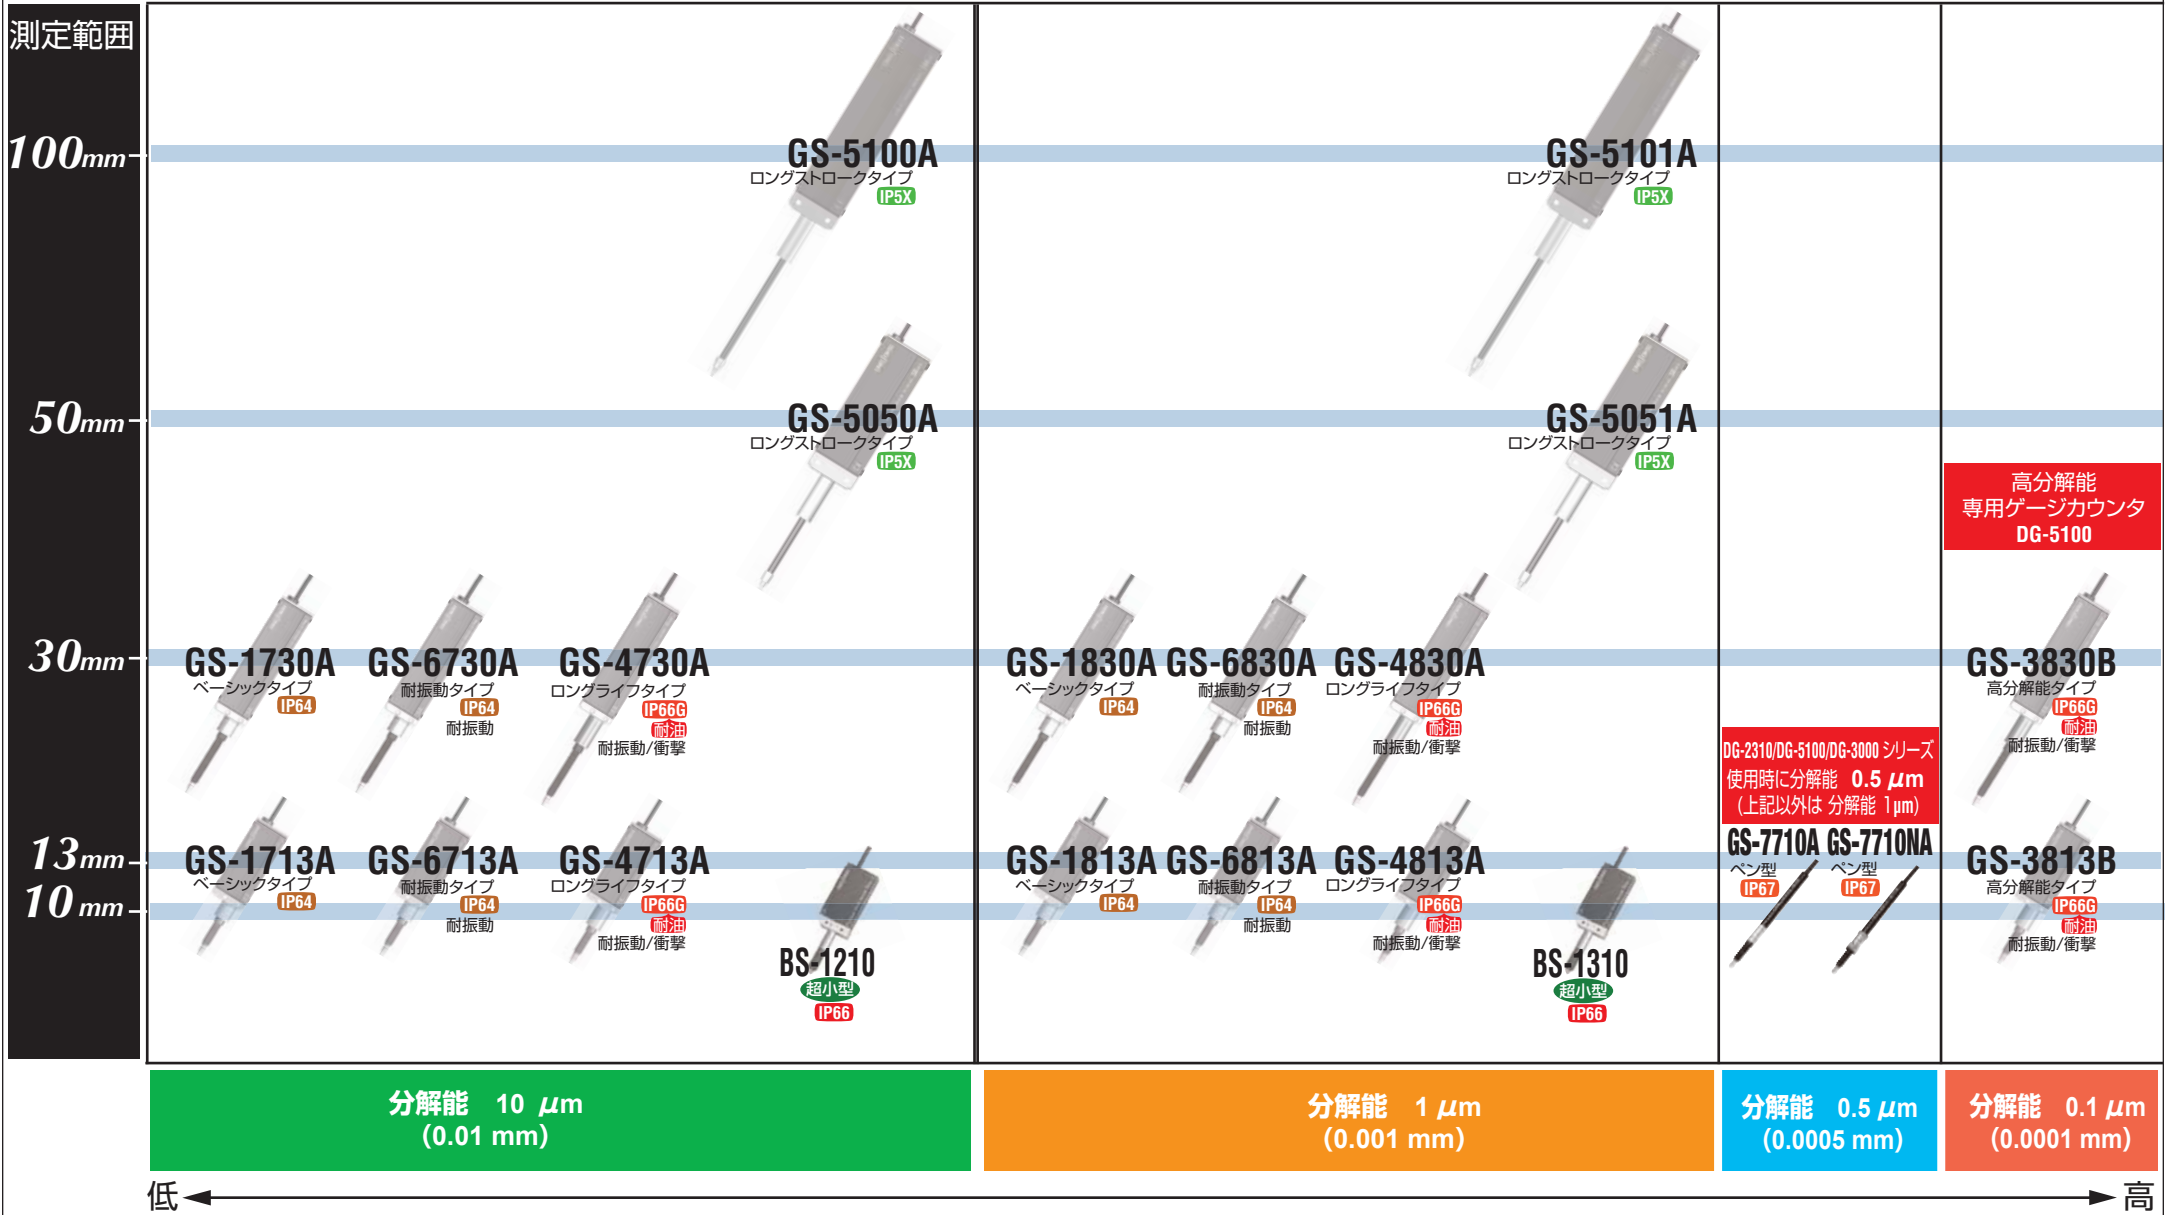 測定範囲
100mm
GS-5100A
ロングストロークタイプ
IP5X
GS-5101A
ロングストロークタイプ
IP5X
50mm
GS-5050A
ロングストロークタイプ
IP5X
GS-5051A
ロングストロークタイプ
IP5X
高分解能
専用ゲージカウンタ
DG-5100
30mm
GS-1730A
ベーシックタイプ
IP64
GS-6730A
耐振動タイプ
IP64
耐振動
GS-4730A
ロングライフタイプ
IP66G
耐油
耐振動/衝撃
GS-1830A
ベーシックタイプ
IP64
GS-6830A
耐振動タイプ
IP64
耐振動
GS-4830A
ロングライフタイプ
IP66G
耐油
耐振動/衝撃
GS-3830B
高分解能タイプ
IP66G
耐油
耐振動/衝撃
DG-2310/DG-5100/DG-3000 シリーズ
使用時に分解能 0.5 μm
(上記以外は 分解能 1μm)
13mm
10mm
GS-1713A
ベーシックタイプ
IP64
GS-6713A
耐振動タイプ
IP64
耐振動
GS-4713A
ロングライフタイプ
IP66G
耐油
耐振動/衝撃
BS-1210
超小型
IP66
GS-1813A
ベーシックタイプ
IP64
GS-6813A
耐振動タイプ
IP64
耐振動
GS-4813A
ロングライフタイプ
IP66G
耐油
耐振動/衝撃
BS-1310
超小型
IP66
GS-7710A
ペン型
IP67
GS-7710NA
ペン型
IP67
GS-3813B
高分解能タイプ
IP66G
耐油
耐振動/衝撃
分解能 10 μm
(0.01 mm)
分解能 1 μm
(0.001 mm)
分解能 0.5 μm
(0.0005 mm)
分解能 0.1 μm
(0.0001 mm)
低
高